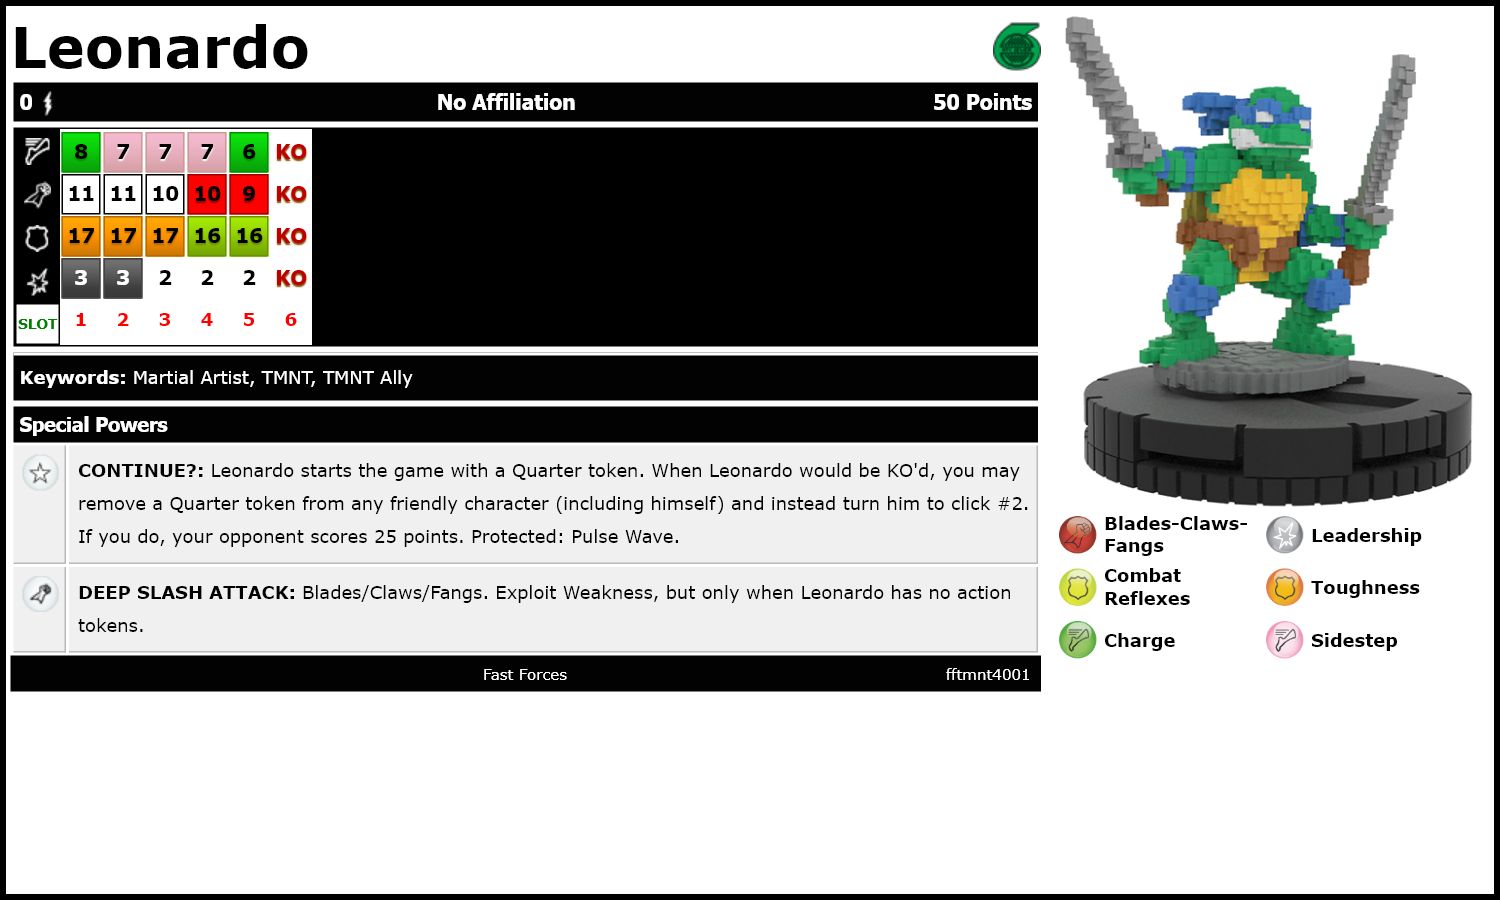 Leonardo
0 No Affiliation 50 Points
8 7 7 7 6 KO
11 11 10 10 9 KO
17 17 17 16 16 KO
3 3 2 2 2 KO
SLOT 1 2 3 4 5 6
Keywords: Martial Artist, TMNT, TMNT Ally
Special Powers
CONTINUE?: Leonardo starts the game with a Quarter token. When Leonardo would be KO'd, you may
remove a Quarter token from any friendly character (including himself) and instead turn him to click #2.
If you do, your opponent scores 25 points. Protected: Pulse Wave.
DEEP SLASH ATTACK: Blades/Claws/Fangs. Exploit Weakness, but only when Leonardo has no action
tokens.
Fast Forces fftmnt4001
Blades-Claws-
Fangs
Leadership
Combat
Reflexes
Toughness
Charge
Sidestep